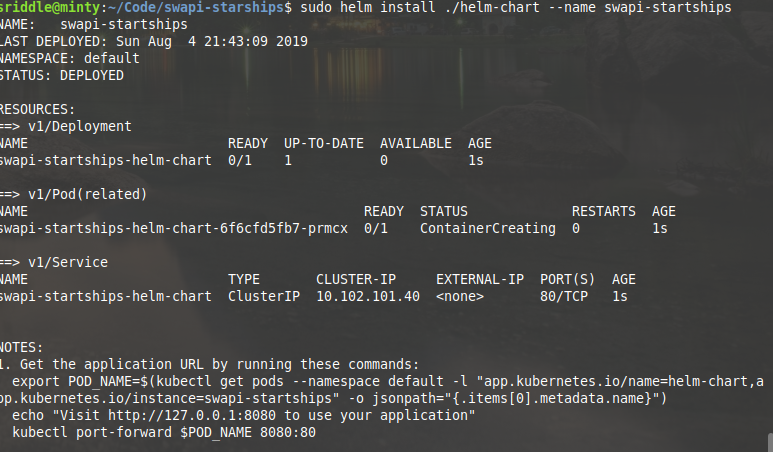 sriddle@minty:~/Code/swapi-starships$ sudo helm install ./helm-chart --name swapi-startships
NAME:   swapi-startships
LAST DEPLOYED: Sun Aug  4 21:43:09 2019
NAMESPACE: default
STATUS: DEPLOYED

RESOURCES:
==> v1/Deployment
NAME                         READY  UP-TO-DATE  AVAILABLE  AGE
swapi-startships-helm-chart  0/1    1           0          1s

==> v1/Pod(related)
NAME                                          READY  STATUS             RESTARTS  AGE
swapi-startships-helm-chart-6f6cfd5fb7-prmcx  0/1    ContainerCreating  0         1s

==> v1/Service
NAME                         TYPE       CLUSTER-IP     EXTERNAL-IP  PORT(S)  AGE
swapi-startships-helm-chart  ClusterIP  10.102.101.40  <none>       80/TCP   1s

NOTES:
1. Get the application URL by running these commands:
  export POD_NAME=$(kubectl get pods --namespace default -l "app.kubernetes.io/name=helm-chart,a
pp.kubernetes.io/instance=swapi-startships" -o jsonpath="{.items[0].metadata.name}")
  echo "Visit http://127.0.0.1:8080 to use your application"
  kubectl port-forward $POD_NAME 8080:80